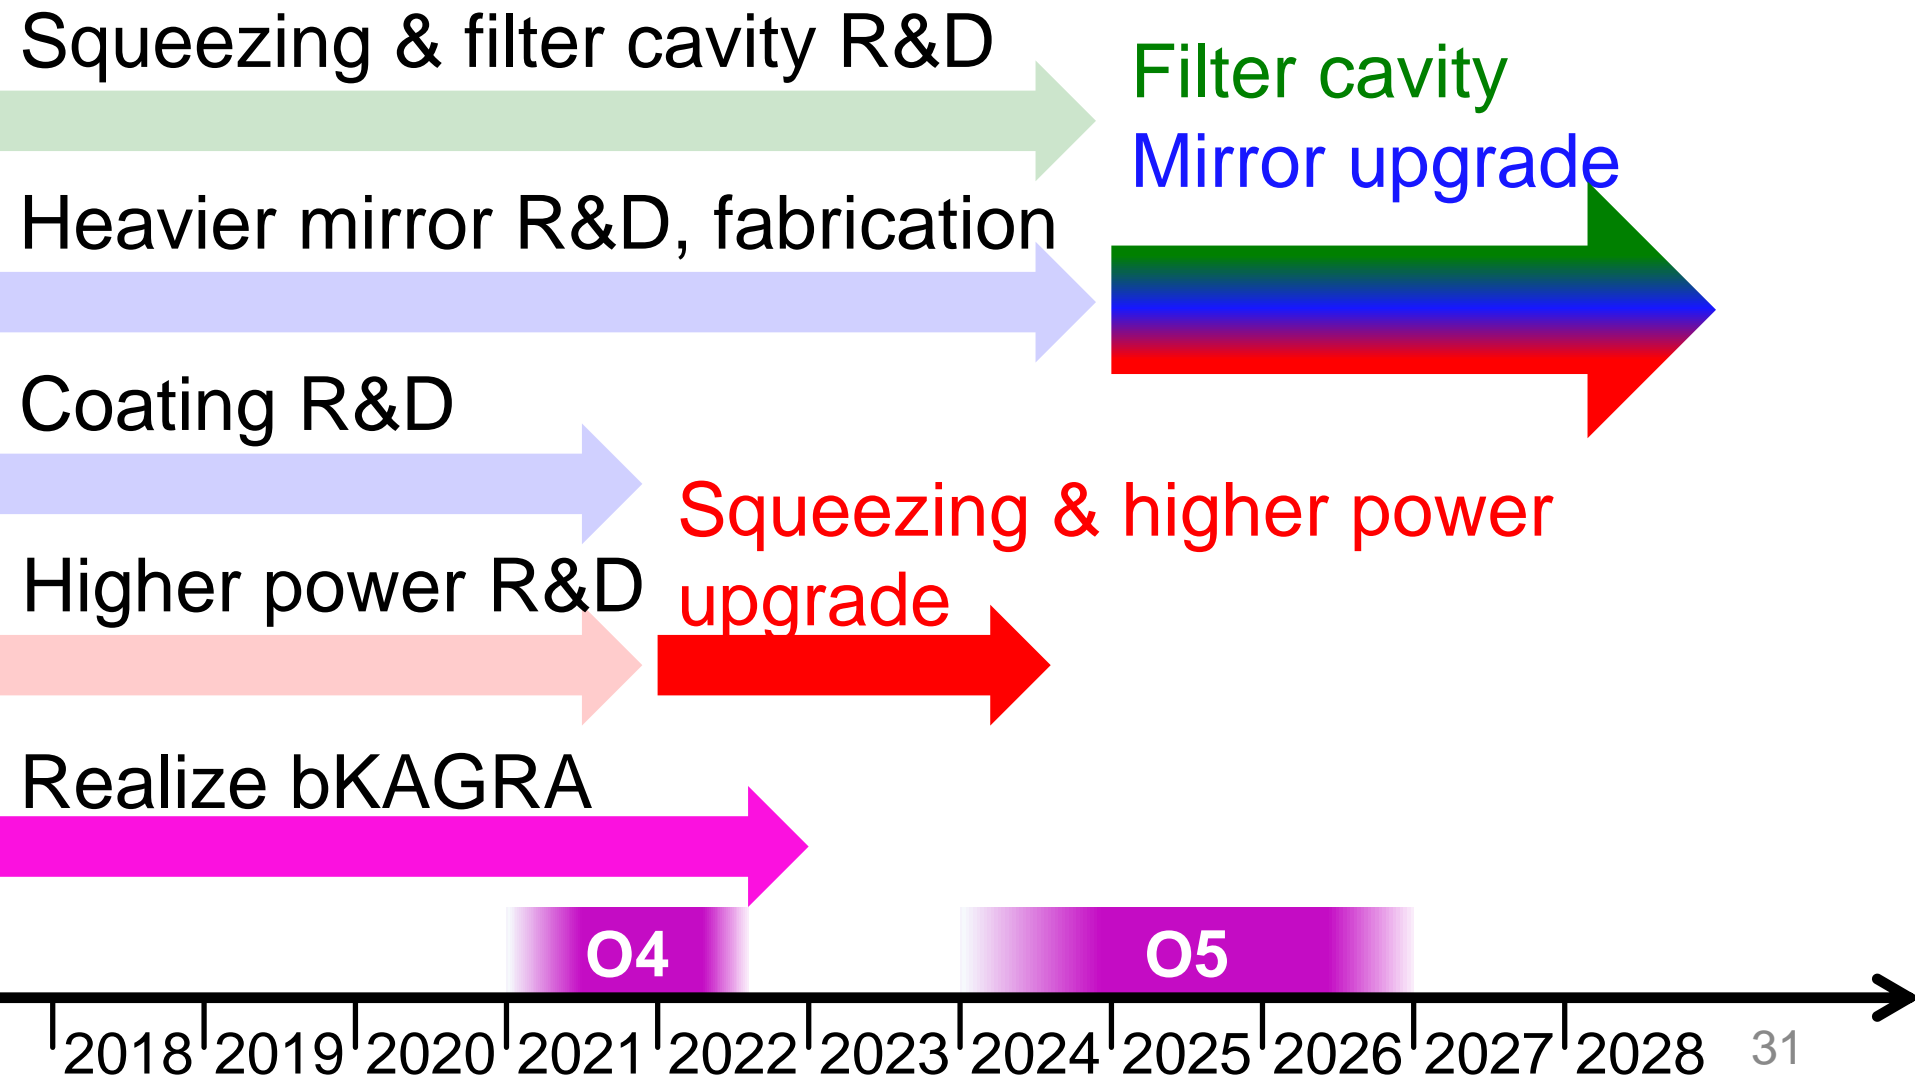 Squeezing & filter cavity R&D
Filter cavity
Mirror upgrade
Heavier mirror R&D, fabrication
Coating R&D
Squeezing & higher power
upgrade
Higher power R&D
Realize bKAGRA
O4
O5
2018 2019 2020 2021 2022 2023 2024 2025 2026 2027 2028
31